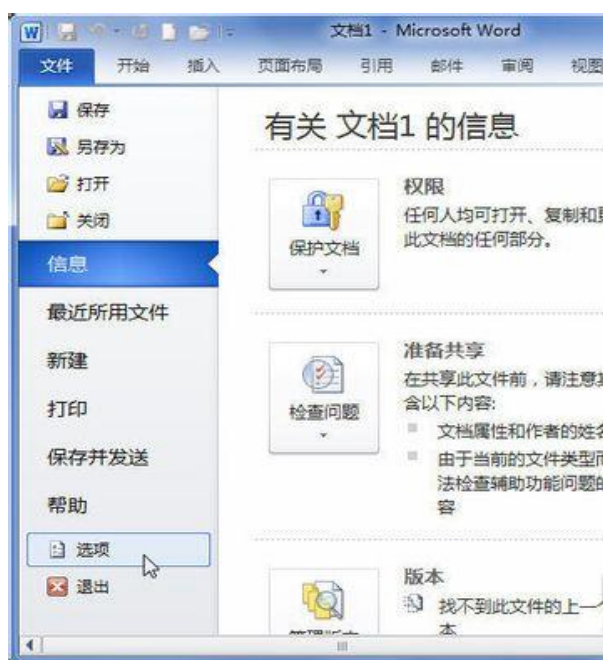 文档1 - Microsoft Word
文件 开始 插入 页面布局 引用 邮件 审阅 视图
保存
另存为
打开
关闭
信息
最近所用文件
新建
打印
保存并发送
帮助
选项
退出
有关 文档1 的信息
保护文档
权限
任何人均可打开、复制和
此文档的任何部分。
检查问题
准备共享
在共享此文件前，请注意
含以下内容:
文档属性和作者的姓名
由于当前的文件类型而
法检查辅助功能问题的
容
管理版本
版本
找不到此文件的上一个
本